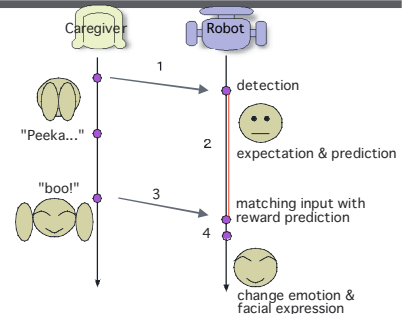 Caregiver
Robot
1
detection
"Peeka..."
2
expectation & prediction
"boo!"
3
matching input with
reward prediction
4
change emotion &
facial expression